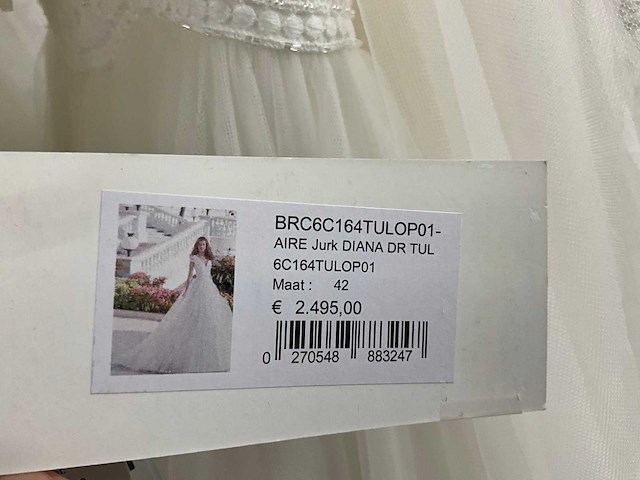 BRC6C164TULOP01-
AIRE Jurk DIANA DR TUL
6C164TULOP01
Maat : 42
€ 2.495,00
0 270548 883247